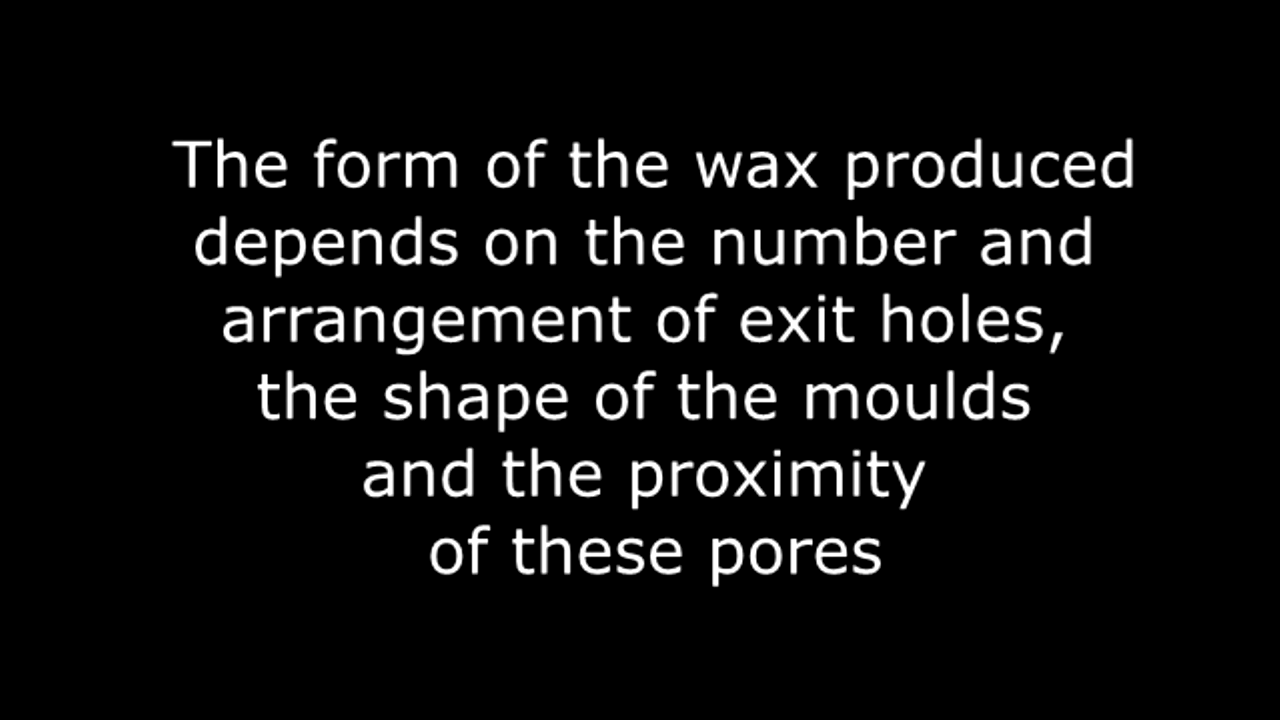 The form of the wax produced
depends on the number and
arrangement of exit holes,
the shape of the moulds
and the proximity
of these pores